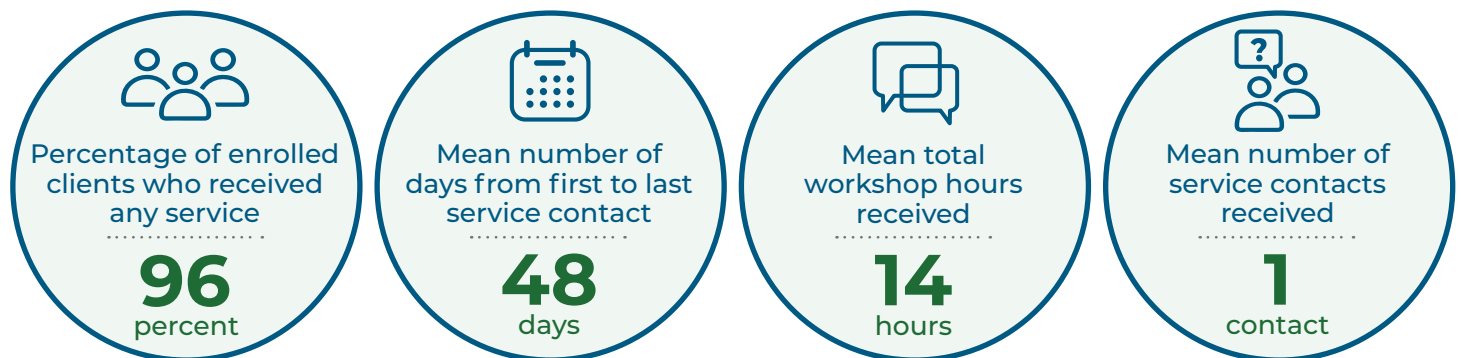 Percentage of enrolled
clients who received
any service
96
percent
Mean number of
days from first to last
service contact
48
days
Mean total
workshop hours
received
14
hours
?
Mean number of
service contacts
received
1
contact